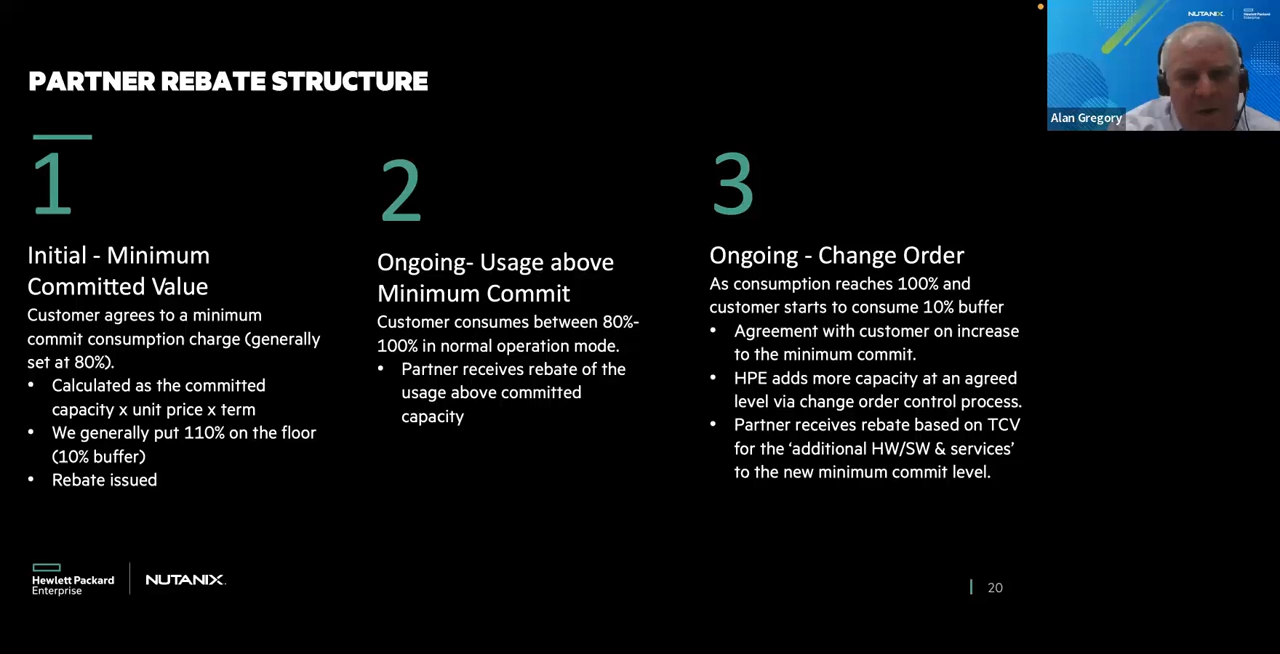 PARTNER REBATE STRUCTURE
1
Initial - Minimum
Committed Value
Customer agrees to a minimum
commit consumption charge (generally
set at 80%).
• Calculated as the committed
capacity x unit price x term
• We generally put 110% on the floor
(10% buffer)
• Rebate issued
2
Ongoing- Usage above
Minimum Commit
Customer consumes between 80%-
100% in normal operation mode.
• Partner receives rebate of the
usage above committed
capacity
3
Ongoing - Change Order
As consumption reaches 100% and
customer starts to consume 10% buffer
• Agreement with customer on increase
to the minimum commit.
• HPE adds more capacity at an agreed
level via change order control process.
• Partner receives rebate based on TCV
for the ‘additional HW/SW & services’
to the new minimum commit level.
Hewlett Packard
Enterprise
NUTANIX
20
NUTANIX
Hewlett Packard
Enterprise
Alan Gregory